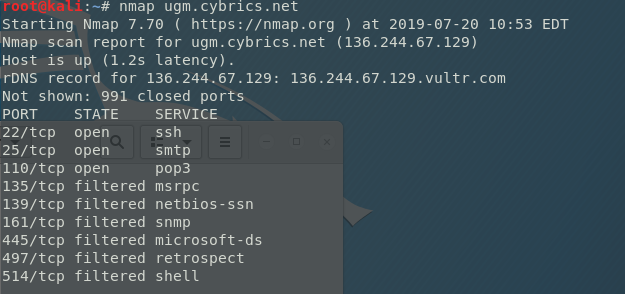 root@kali:~# nmap ugm.cybrics.net
Starting Nmap 7.70 ( https://nmap.org ) at 2019-07-20 10:53 EDT
Nmap scan report for ugm.cybrics.net (136.244.67.129)
Host is up (1.2s latency).
rDNS record for 136.244.67.129: 136.244.67.129.vultr.com
Not shown: 991 closed ports
PORT    STATE    SERVICE
22/tcp  open     ssh
25/tcp  open     smtp
110/tcp open     pop3
135/tcp filtered msrpc
139/tcp filtered netbios-ssn
161/tcp filtered snmp
445/tcp filtered microsoft-ds
497/tcp filtered retrospect
514/tcp filtered shell